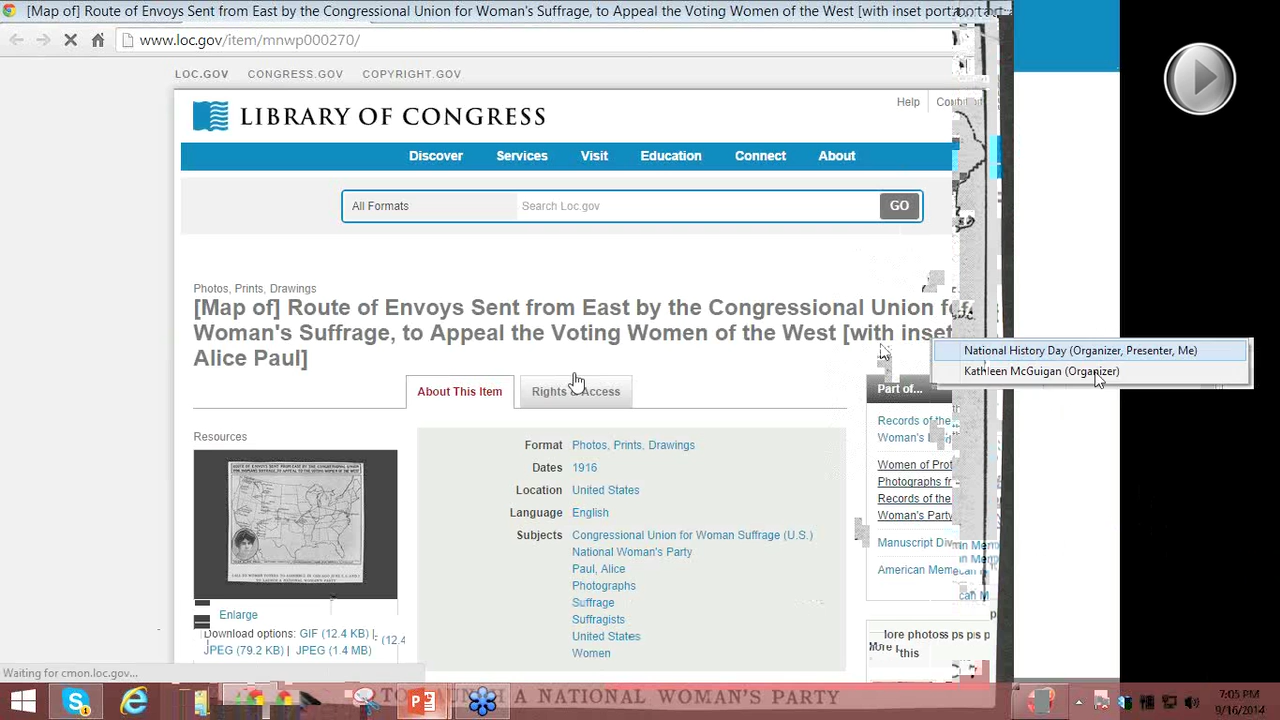 [Map of] Route of Envoys Sent from East by the Congressional Union for Woman's Suffrage, to Appeal the Voting Women of the West [with inset
www.loc.gov/item/mnwp000270/
LOC.GOV CONGRESS.GOV COPYRIGHT.GOV
LIBRARY OF CONGRESS
Help
Discover Services Visit Education Connect About
All Formats Search Loc.gov GO
Photos, Prints, Drawings
[Map of] Route of Envoys Sent from East by the Congressional Union
Woman's Suffrage, to Appeal the Voting Women of the West [with inset
Alice Paul]
National History Day (Organizer, Presenter, Me)
Kathleen McGuigan (Organizer)
About This Item Rights & Access
Part of...
Resources
Format Photos, Prints, Drawings
Dates 1916
Location United States
Language English
Subjects Congressional Union for Woman Suffrage (U.S.)
National Woman's Party
Paul, Alice
Photographs
Suffrage
Suffragists
United States
Women
Records of the
Woman's
Women of
Photographs
Records of the
Woman's Party
Manuscript
American
Enlarge
Download options: GIF (12.4 KB) |
JPEG (79.2 KB) | JPEG (1.4 MB)
photos
this
Waiting for cmon.loc.gov...
A NATIONAL WOMAN'S PARTY
7:05 PM
9/16/2014